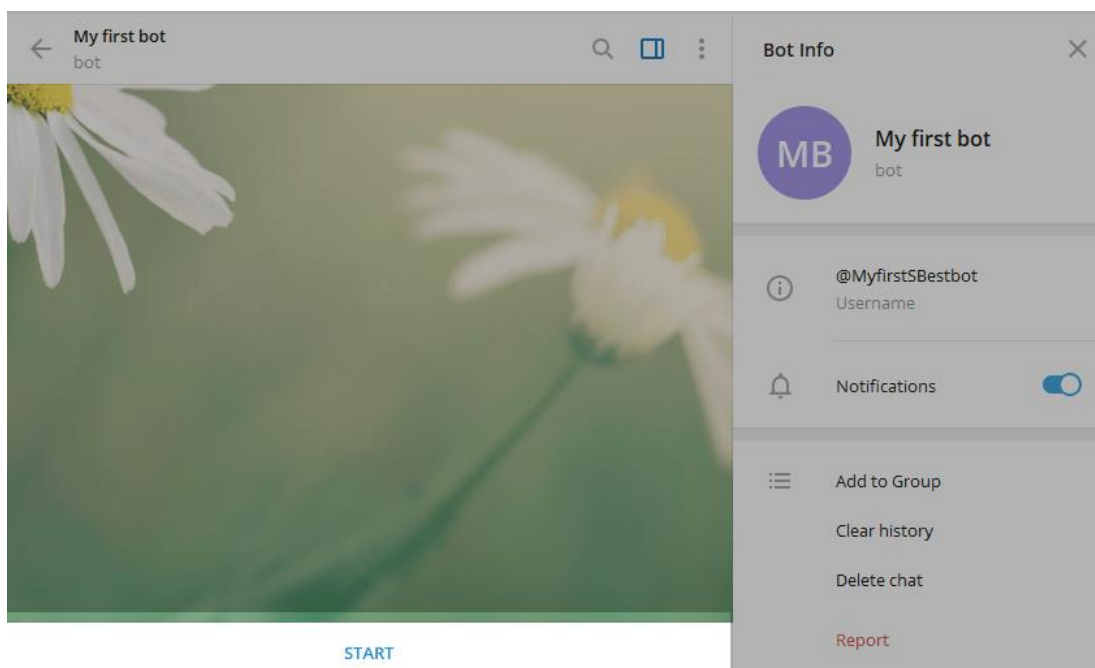 My first bot
bot
Bot Info
MB
My first bot
bot
@MyfirstSBestbot
Username
Notifications
Add to Group
Clear history
Delete chat
Report
START